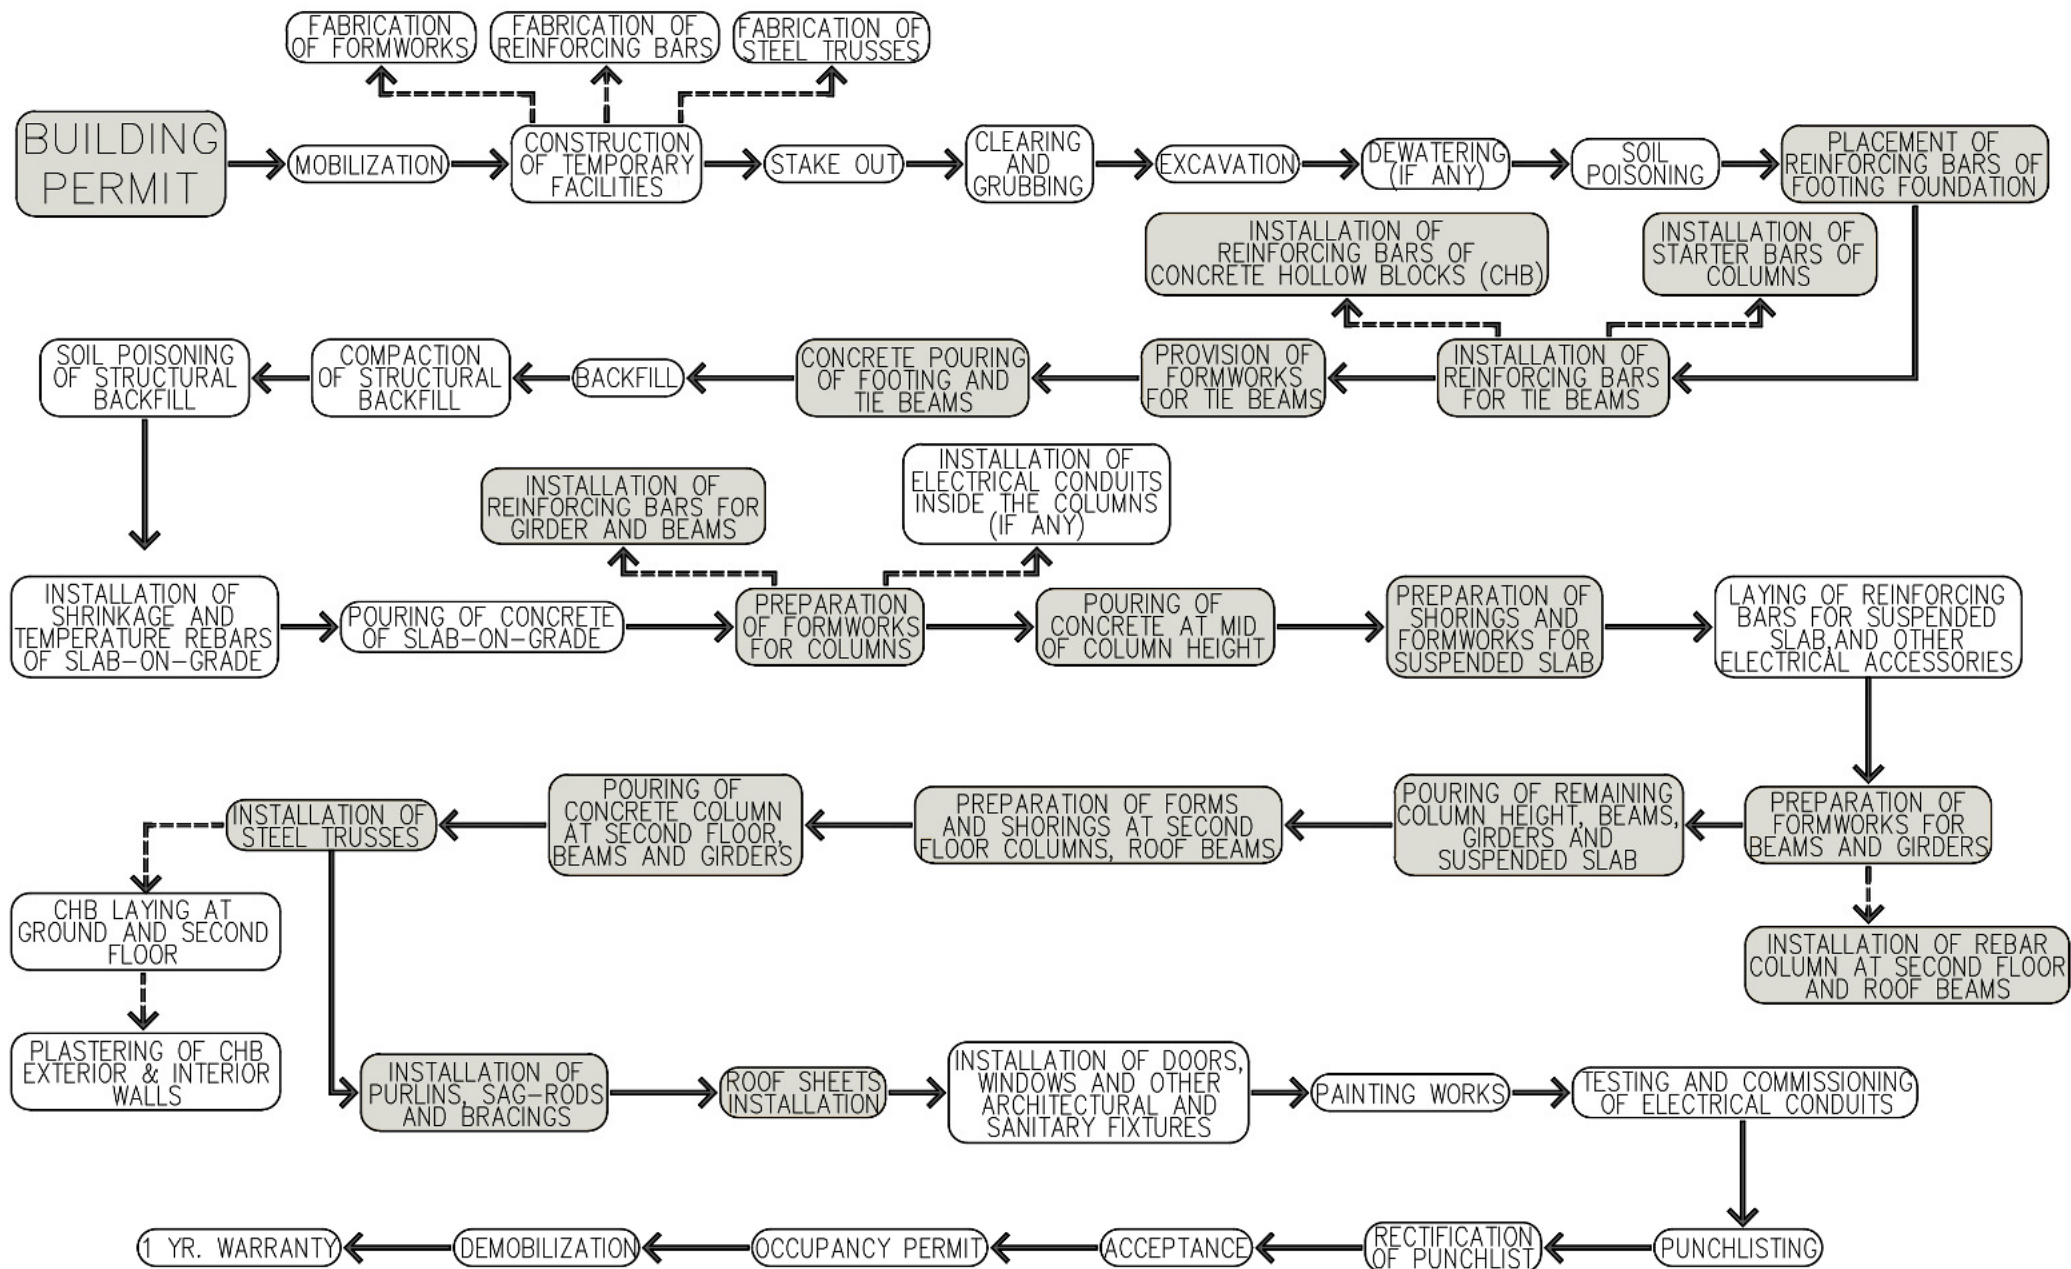 FABRICATION
OF FORMWORKS
FABRICATION OF
REINFORCING BARS
FABRICATION OF
STEEL TRUSSES
BUILDING
PERMIT
MOBILIZATION
CONSTRUCTION
OF TEMPORARY
FACILITIES
STAKE OUT
CLEARING
AND
GRUBBING
EXCAVATION
DEWATERING
(IF ANY)
SOIL
POISONING
PLACEMENT OF
REINFORCING BARS OF
FOOTING FOUNDATION
INSTALLATION OF
STARTER BARS OF
COLUMNS
INSTALLATION OF
REINFORCING BARS OF
CONCRETE HOLLOW BLOCKS (CHB)
INSTALLATION OF
REINFORCING BARS
FOR TIE BEAMS
PROVISION OF
FORMWORKS
FOR TIE BEAMS
CONCRETE POURING
OF FOOTING AND
TIE BEAMS
BACKFILL
COMPACTION
OF STRUCTURAL
BACKFILL
SOIL POISONING
OF STRUCTURAL
BACKFILL
INSTALLATION OF
REINFORCING BARS FOR
GIRDER AND BEAMS
INSTALLATION OF
ELECTRICAL CONDUITS
INSIDE THE COLUMNS
(IF ANY)
INSTALLATION OF
SHRINKAGE AND
TEMPERATURE REBARS
OF SLAB-ON-GRADE
POURING OF CONCRETE
OF SLAB-ON-GRADE
PREPARATION
OF FORMWORKS
FOR COLUMNS
POURING OF
CONCRETE AT MID
OF COLUMN HEIGHT
PREPARATION OF
SHORINGS AND
FORMWORKS FOR
SUSPENDED SLAB
LAYING OF REINFORCING
BARS FOR SUSPENDED
SLAB,AND OTHER
ELECTRICAL ACCESSORIES
PREPARATION OF
FORMWORKS FOR
BEAMS AND GIRDERS
INSTALLATION OF REBAR
COLUMN AT SECOND FLOOR
AND ROOF BEAMS
POURING OF REMAINING
COLUMN HEIGHT, BEAMS,
GIRDERS AND
SUSPENDED SLAB
PREPARATION OF FORMS
AND SHORINGS AT SECOND
FLOOR COLUMNS, ROOF BEAMS
POURING OF
CONCRETE COLUMN
AT SECOND FLOOR,
BEAMS AND GIRDERS
INSTALLATION OF
STEEL TRUSSES
CHB LAYING AT
GROUND AND SECOND
FLOOR
PLASTERING OF CHB
EXTERIOR & INTERIOR
WALLS
INSTALLATION OF
PURLINS, SAG-RODS
AND BRACINGS
ROOF SHEETS
INSTALLATION
INSTALLATION OF DOORS,
WINDOWS AND OTHER
ARCHITECTURAL AND
SANITARY FIXTURES
PAINTING WORKS
TESTING AND COMMISSIONING
OF ELECTRICAL CONDUITS
PUNCHLISTING
RECTIFICATION
OF PUNCHLIST
ACCEPTANCE
OCCUPANCY PERMIT
DEMOBILIZATION
1 YR. WARRANTY